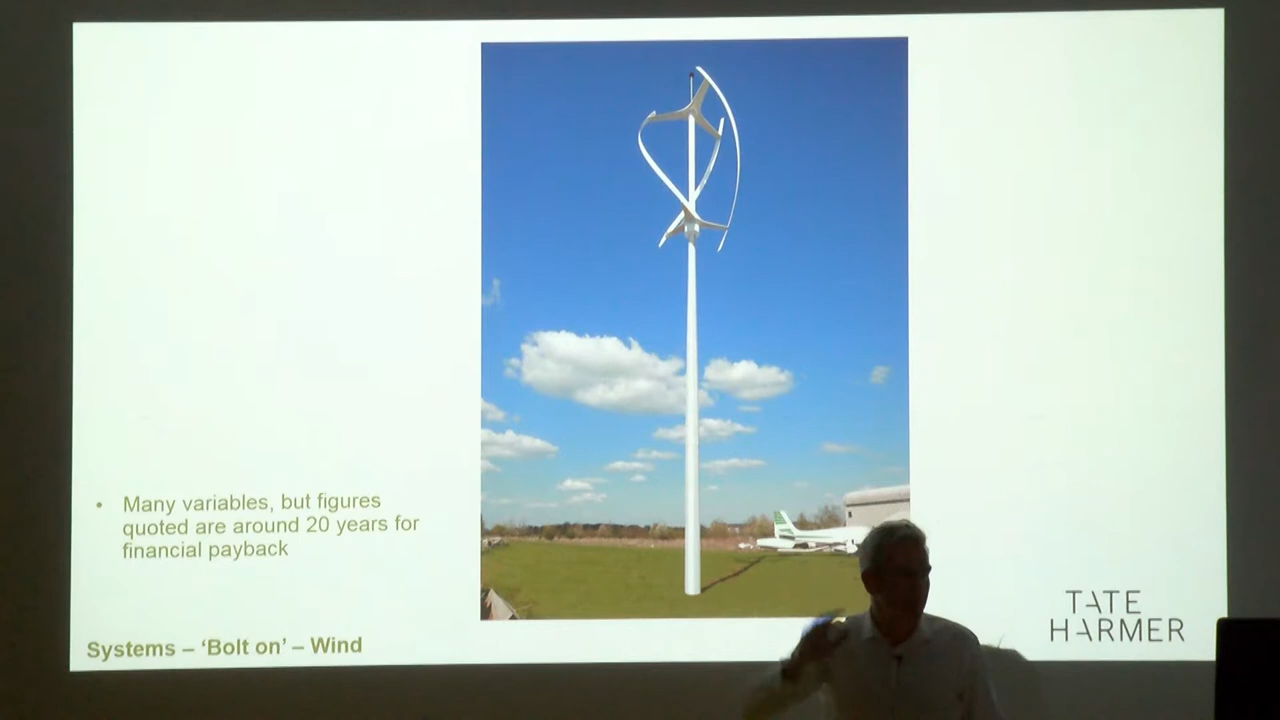 • Many variables, but figures
quoted are around 20 years for
financial payback
Systems – ‘Bolt on’ – Wind
TATE
HARMER